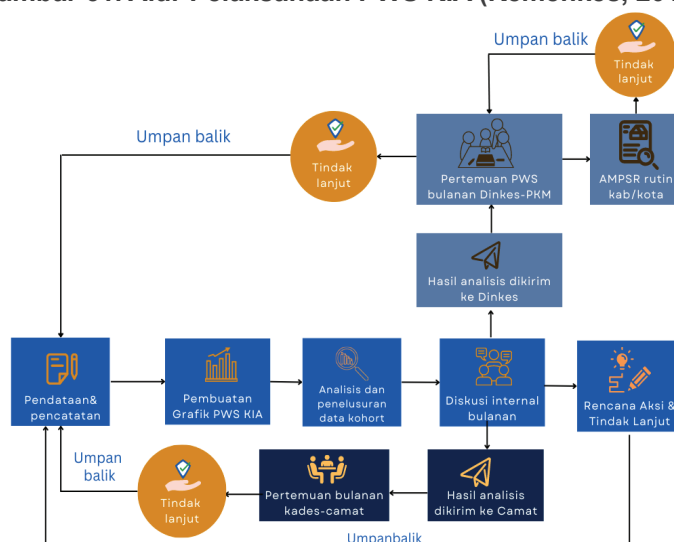 Umpan balik
Tindak
lanjut
Umpan balik
Tindak
lanjut
Pertemuan PWS
bulanan Dinkes-PKM
AMPSR rutin
kab/kota
Hasil analisis dikirim
ke Dinkes
Pendataan&
pencatatan
Pembuatan
Grafik PWS KIA
Analisis dan
penelusuran
data kohort
Diskusi internal
bulanan
Rencana Aksi &
Tindak Lanjut
Umpan
balik
Tindak
lanjut
Pertemuan bulanan
kades-camat
Hasil analisis
dikirim ke Camat
Umpanbalik